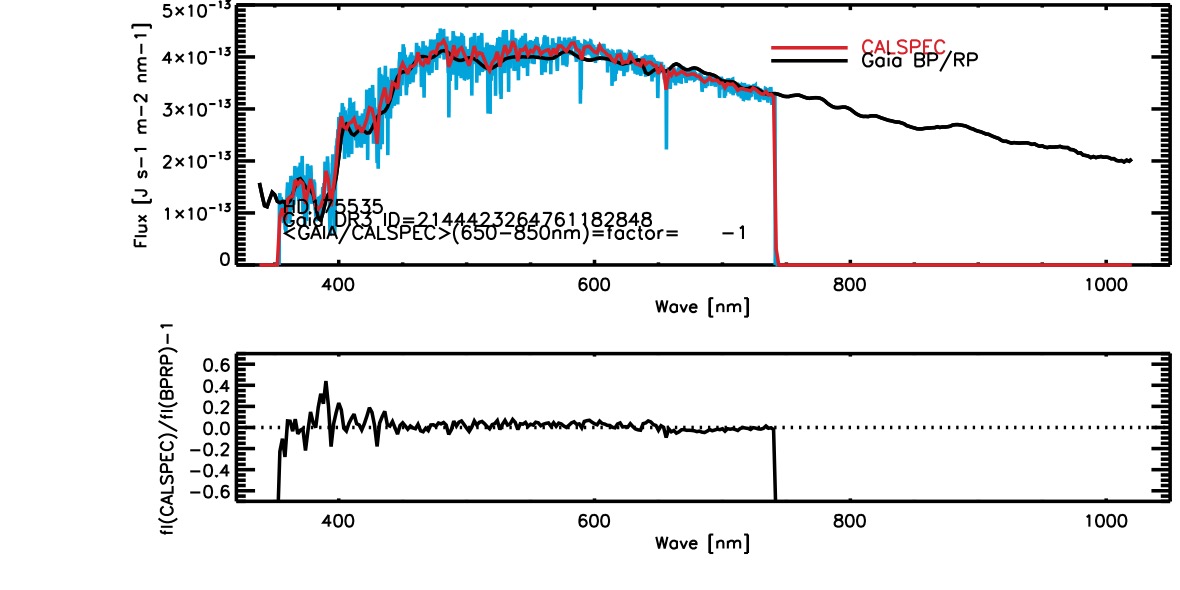 5×10−13
4×10−13
3×10−13
2×10−13
1×10−13
0
Flux [J s−1 m−2 nm−1]
CALSPEC
Gaia BP/RP
HD 175535
Gaia DR3 ID=2144423264761182848
<GAIA/CALSPEC>(650−850nm)=factor= −1
400 600 800 1000
Wave [nm]
fl(CALSPEC)/fl(BPRP)−1
0.6
0.4
0.2
0.0
−0.2
−0.4
−0.6
400 600 800 1000
Wave [nm]